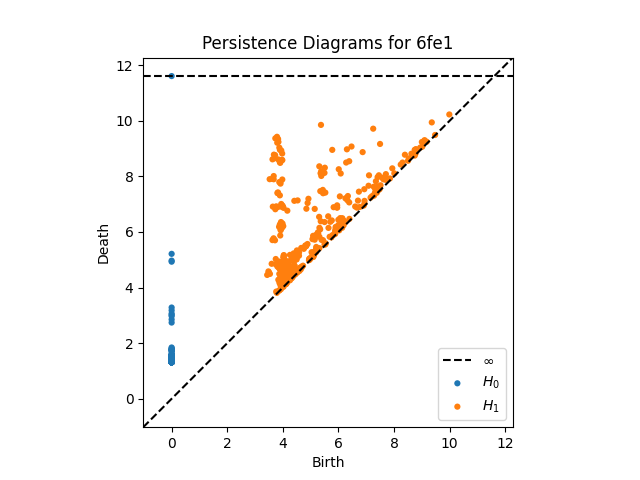 Persistence Diagrams for 6fe1
12
10
8
6
4
2
0
Death
0 2 4 6 8 10 12
Birth
∞
H₀
H₁